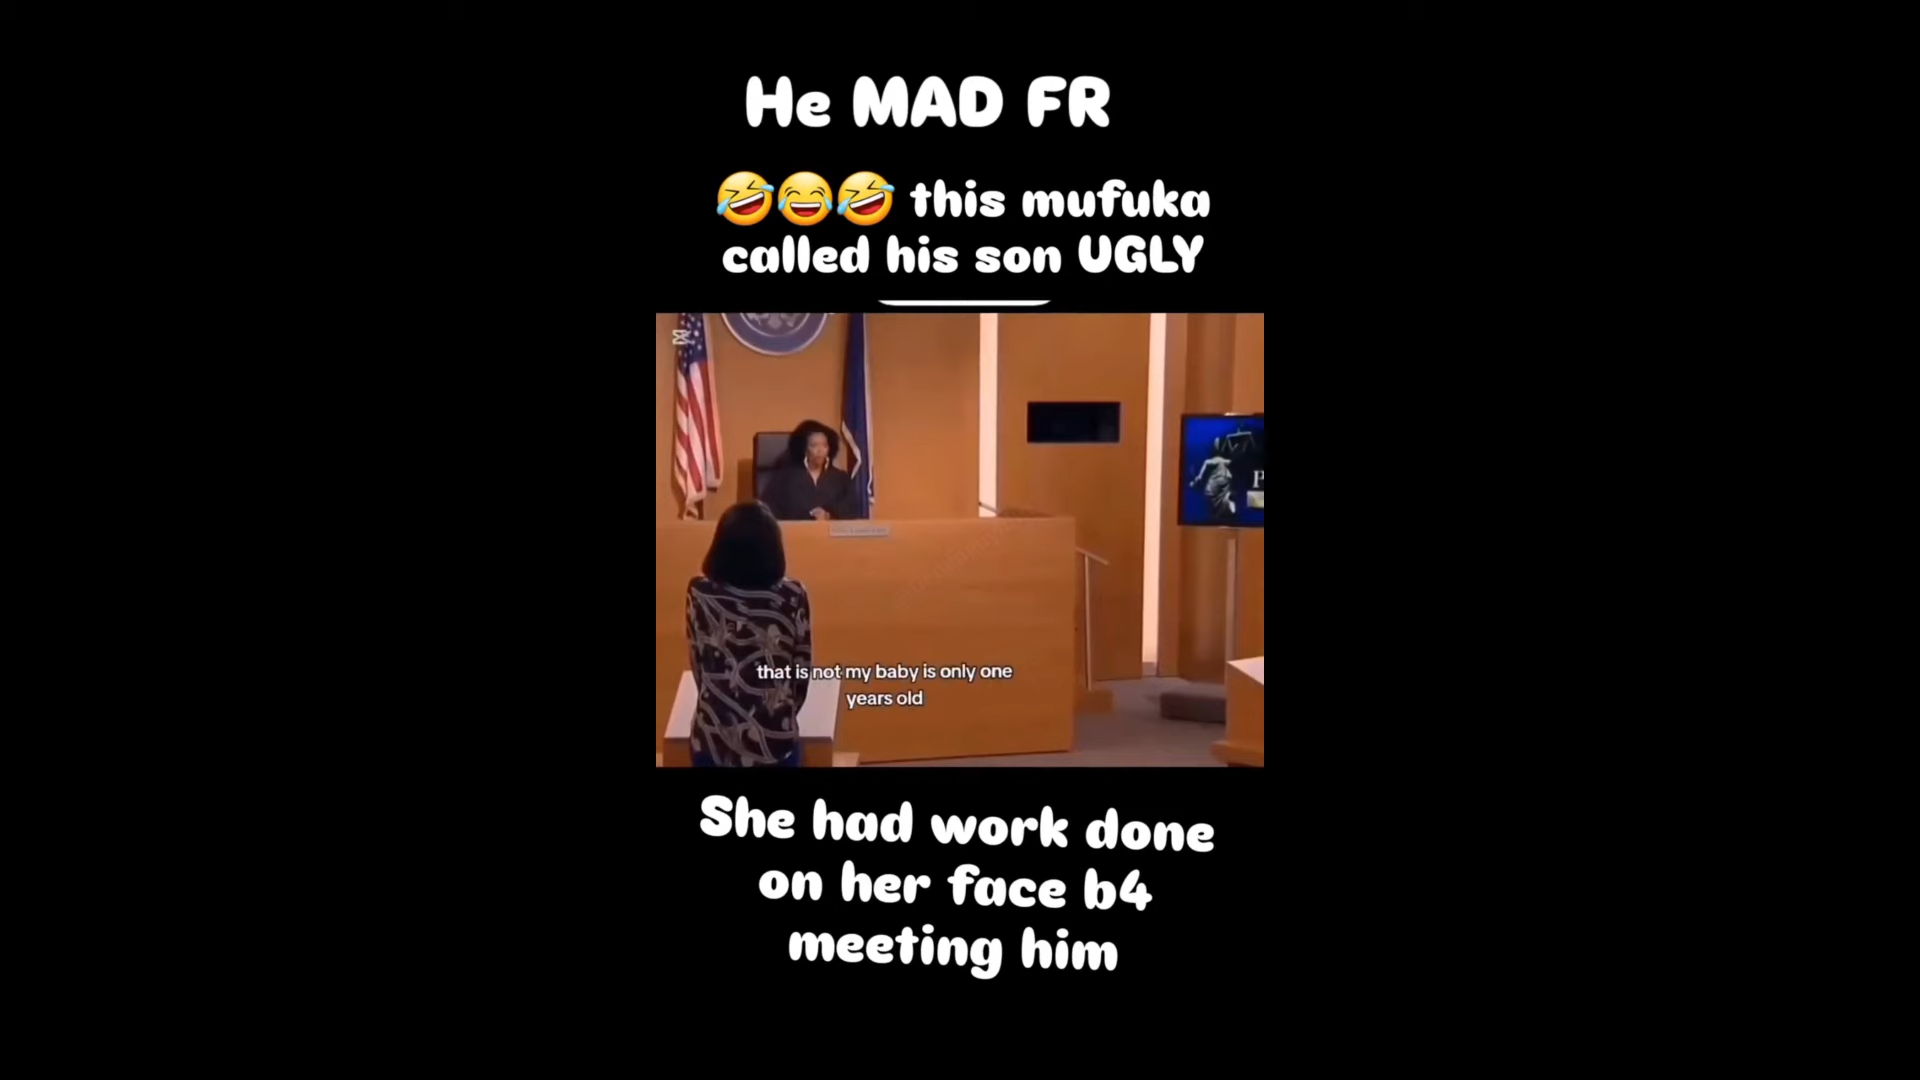 He MAD FR
🤣😂🤣 this mufuka
called his son UGLY
that is not my baby is only one
years old
She had work done
on her face b4
meeting him